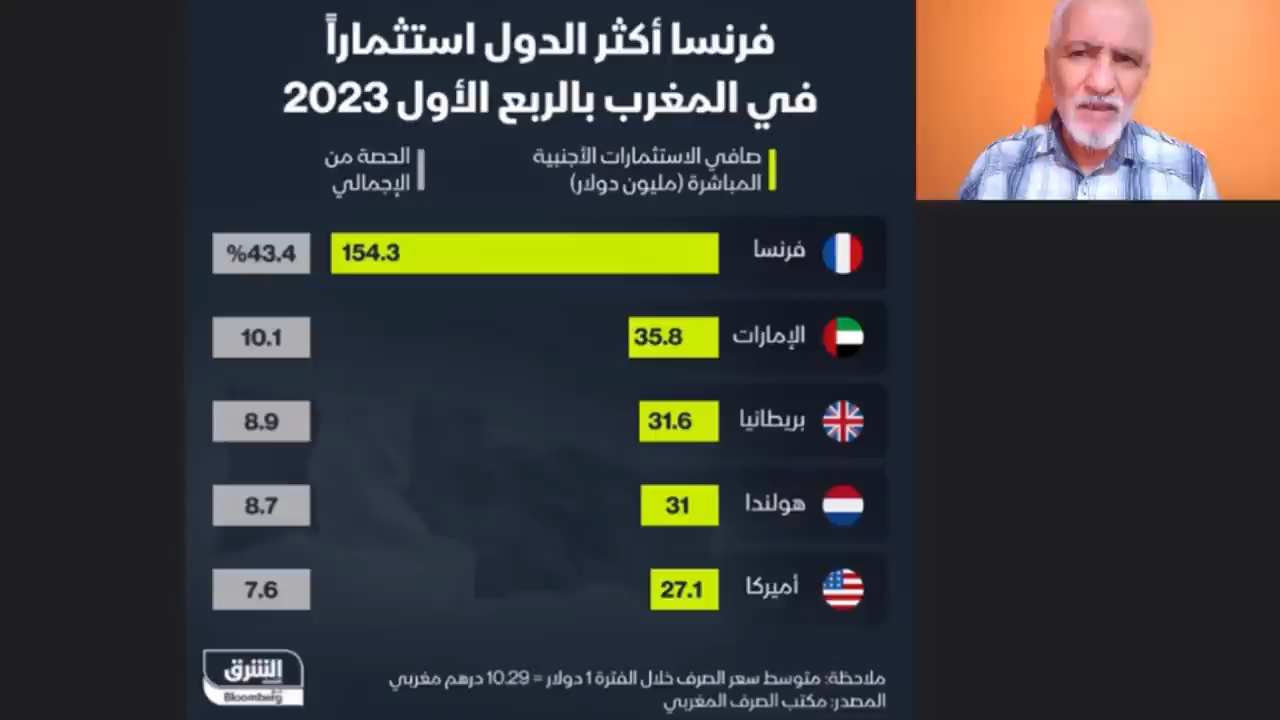 فرنسا أكثر الدول استثماراً
في المغرب بالربع الأول 2023
صافي الاستثمارات الأجنبية
المباشرة (مليون دولار)
الحصة من
الإجمالي
فرنسا 154.3 %43.4
الإمارات 35.8 10.1
بريطانيا 31.6 8.9
هولندا 31 8.7
أميركا 27.1 7.6
ملاحظة: متوسط سعر الصرف خلال الفترة 1 دولار = 10.29 درهم مغربي
المصدر: مكتب الصرف المغربي
الشرق
Bloomberg